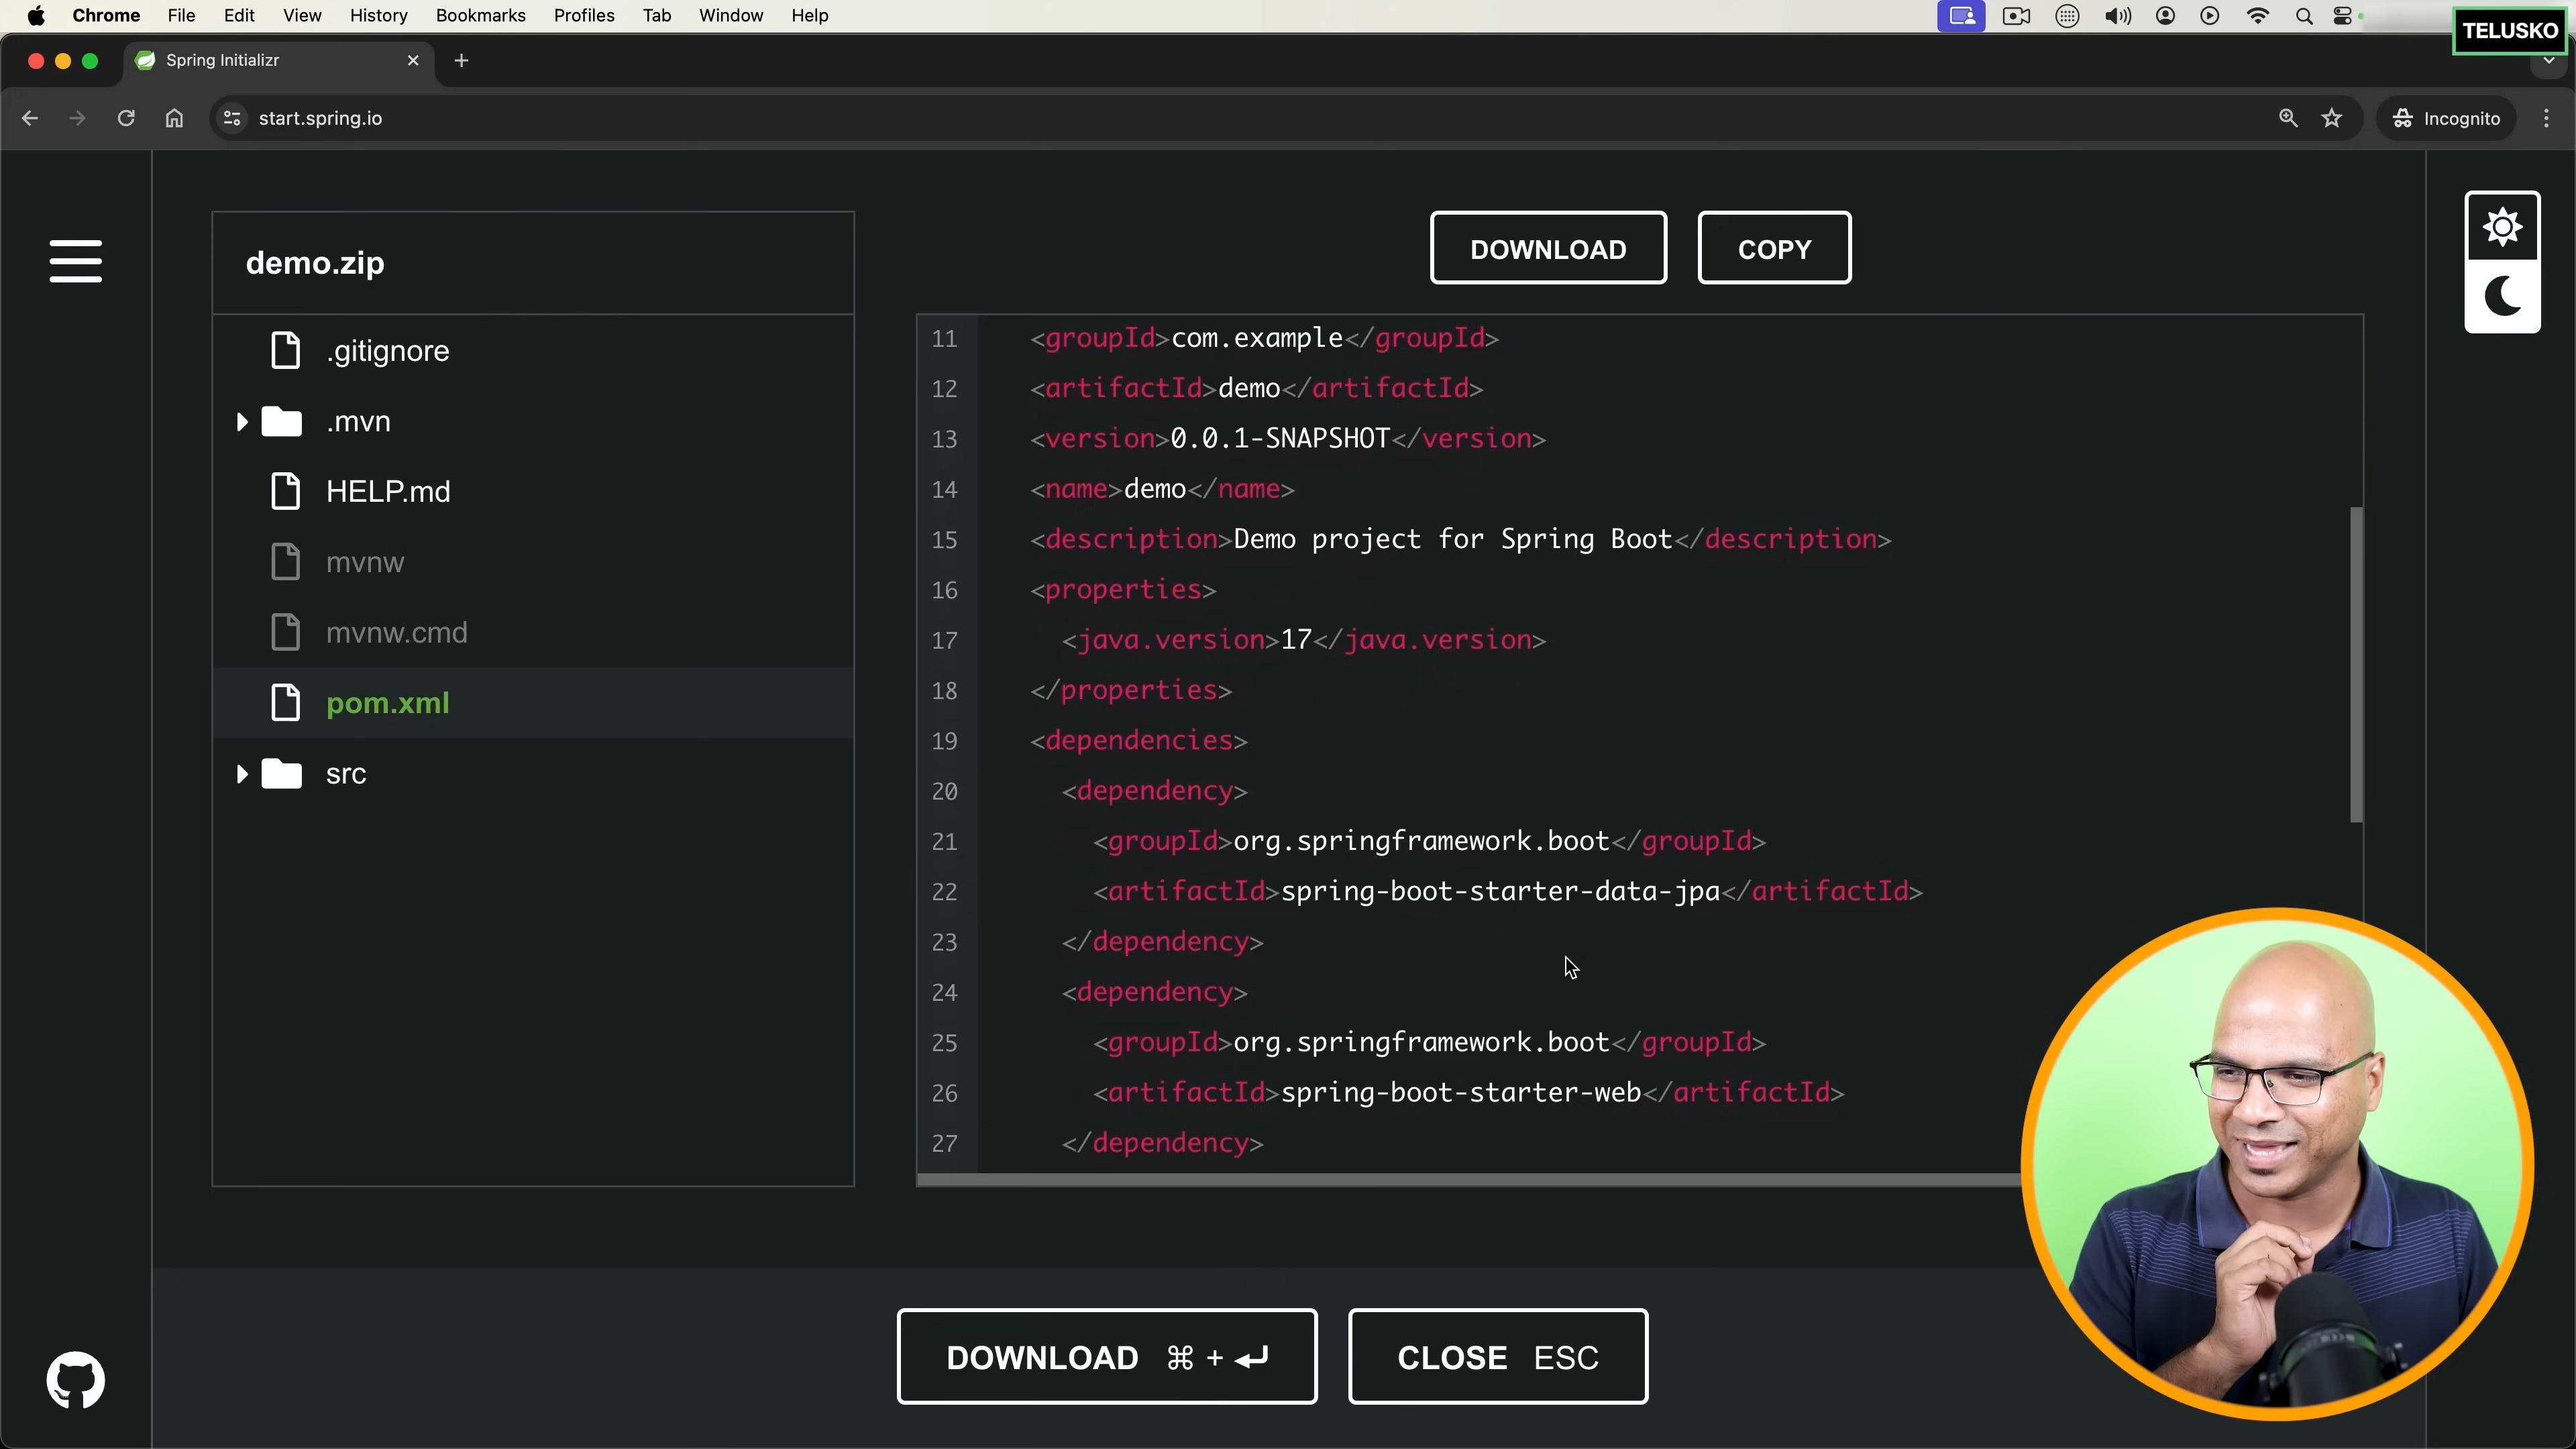 Chrome File Edit View History Bookmarks Profiles Tab Window Help
TELUSKO
Spring Initializr
start.spring.io
Incognito
demo.zip
.gitignore
.mvn
HELP.md
mvnw
mvnw.cmd
pom.xml
src
DOWNLOAD COPY
11 <groupId>com.example</groupId>
12 <artifactId>demo</artifactId>
13 <version>0.0.1-SNAPSHOT</version>
14 <name>demo</name>
15 <description>Demo project for Spring Boot</description>
16 <properties>
17 <java.version>17</java.version>
18 </properties>
19 <dependencies>
20 <dependency>
21 <groupId>org.springframework.boot</groupId>
22 <artifactId>spring-boot-starter-data-jpa</artifactId>
23 </dependency>
24 <dependency>
25 <groupId>org.springframework.boot</groupId>
26 <artifactId>spring-boot-starter-web</artifactId>
27 </dependency>
DOWNLOAD ⌘ + ↵
CLOSE ESC